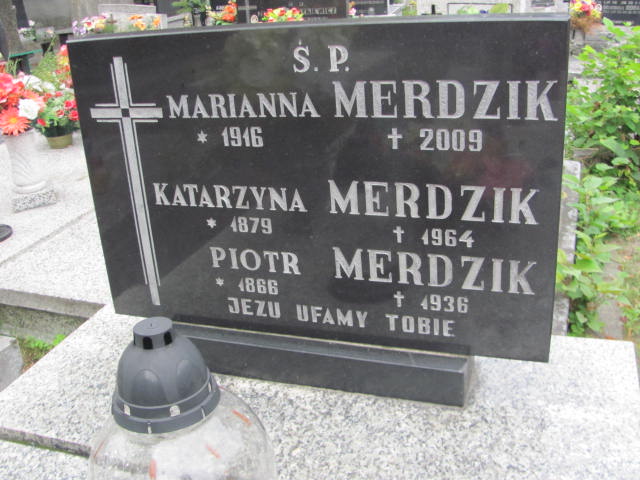 Ś. P.
MARIANNA MERDZIK
* 1916 † 2009
KATARZYNA MERDZIK
* 1879 † 1964
PIOTR MERDZIK
* 1866 † 1936
JEZU UFAMY TOBIE